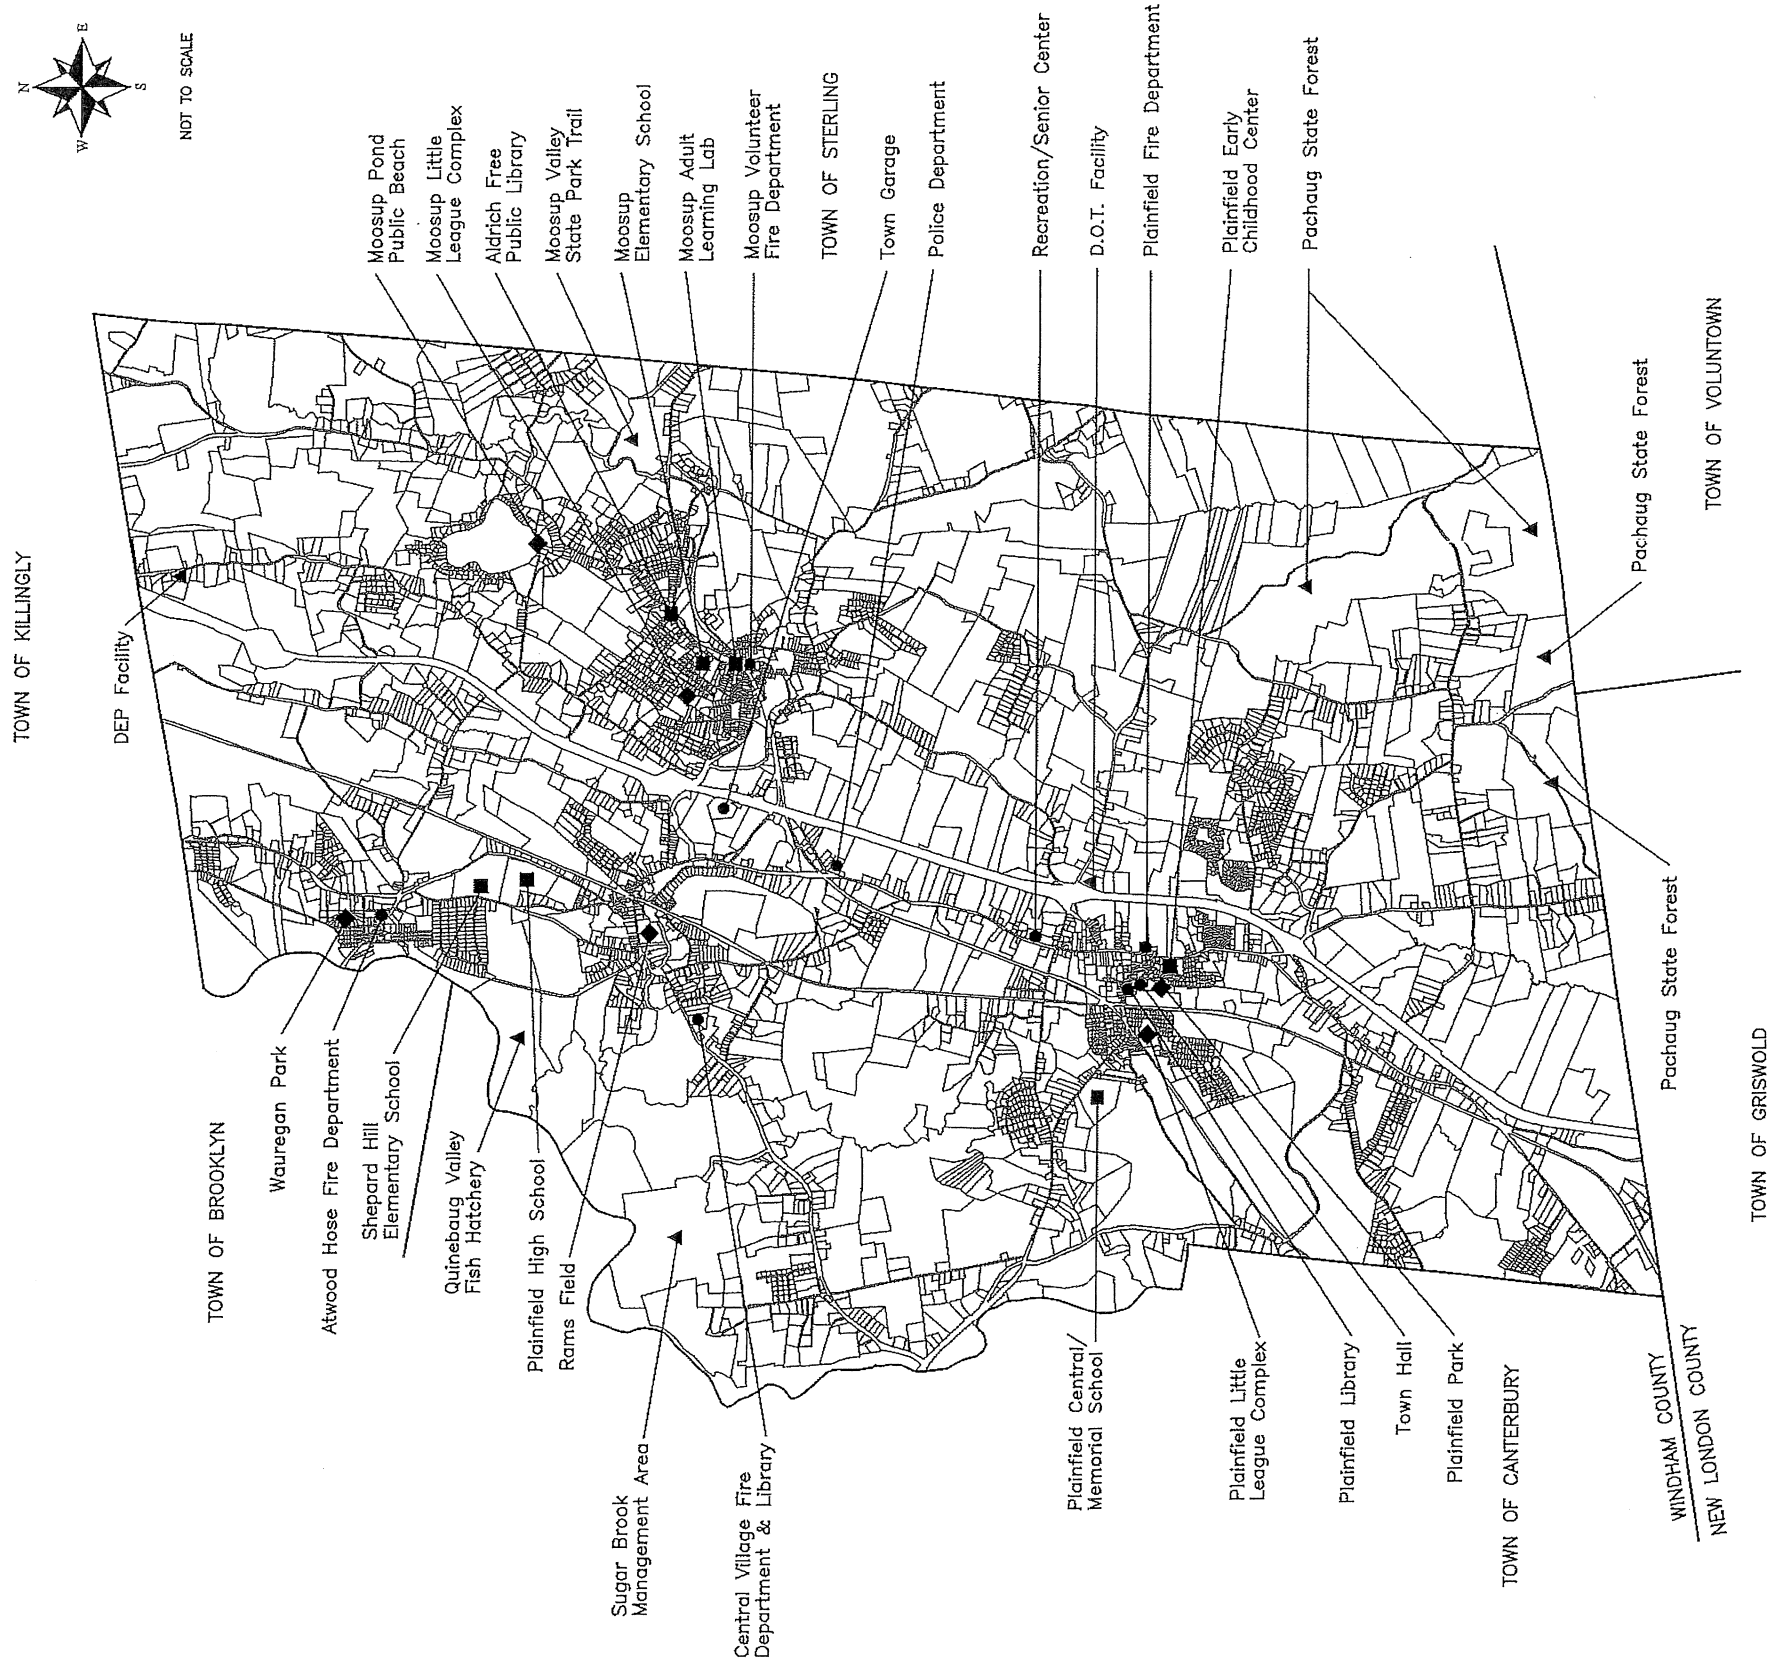 N
E
S
W
NOT TO SCALE
TOWN OF KILLINGLY
DEP Facility
Moosup Pond
Public Beach
Moosup Little
League Complex
Aldrich Free
Public Library
Moosup Valley
State Park Trail
Moosup
Elementary School
Moosup Adult
Learning Lab
Moosup Volunteer
Fire Department
TOWN OF STERLING
Town Garage
Police Department
Recreation/Senior Center
D.O.T. Facility
Plainfield Fire Department
Plainfield Early
Childhood Center
Pachaug State Forest
TOWN OF VOLUNTOWN
Pachaug State Forest
Pachaug State Forest
TOWN OF GRISWOLD
TOWN OF BROOKLYN
Wauregan Park
Atwood Hose Fire Department
Shepard Hill
Elementary School
Quinebaug Valley
Fish Hatchery
Plainfield High School
Rams Field
Sugar Brook
Management Area
Central Village Fire
Department & Library
Plainfield Central/
Memorial School
Plainfield Little
League Complex
Plainfield Library
Town Hall
Plainfield Park
TOWN OF CANTERBURY
WINDHAM COUNTY
NEW LONDON COUNTY